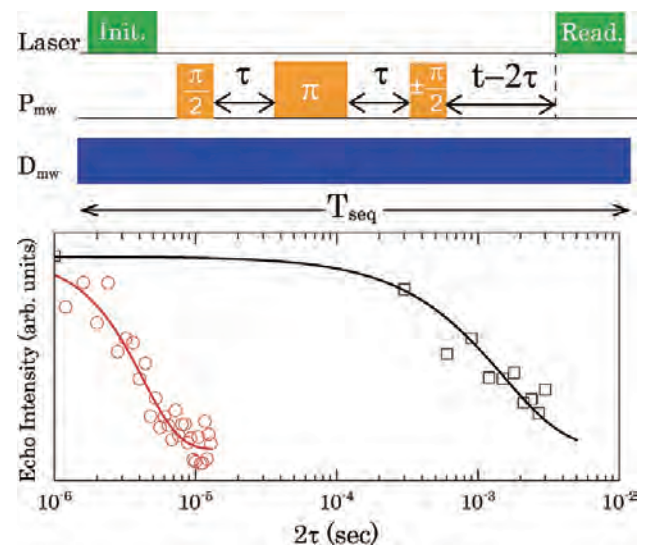 Laser Init. Read.
P_mw π/2 τ π τ ±π/2 t−2τ
D_mw
T_seq
Echo Intensity (arb. units)
10⁻⁶ 10⁻⁵ 10⁻⁴ 10⁻³ 10⁻²
2τ (sec)